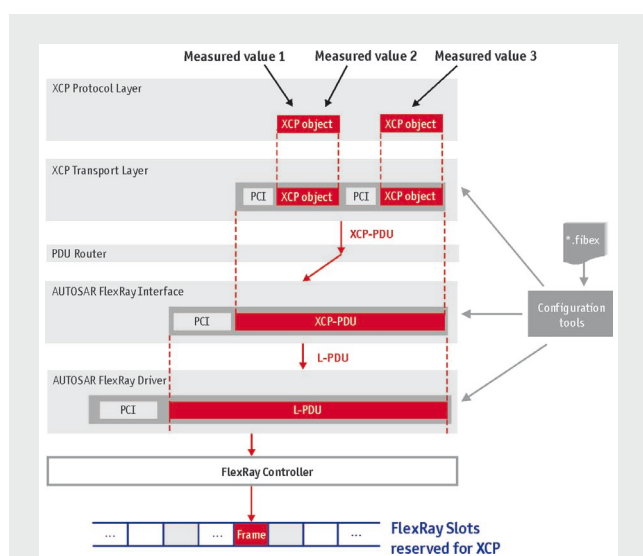 Measured value 1 Measured value 2 Measured value 3
XCP Protocol Layer
XCP object XCP object
XCP Transport Layer
PCI XCP object PCI XCP object
XCP-PDU
*.fibex
PDU Router
AUTOSAR FlexRay Interface
Configuration
tools
PCI XCP-PDU
L-PDU
AUTOSAR FlexRay Driver
PCI L-PDU
FlexRay Controller
... ... Frame ...
FlexRay Slots
reserved for XCP